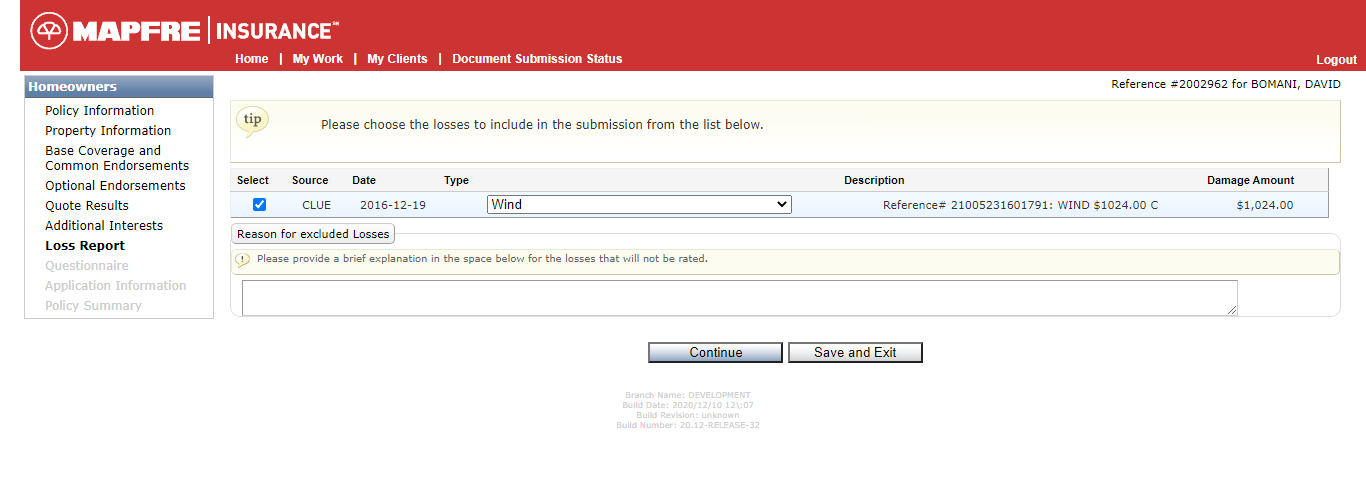 MAPFRE | INSURANCE℠
Home | My Work | My Clients | Document Submission Status
Logout
Reference #2002962 for BOMANI, DAVID
Homeowners
Policy Information
Property Information
Base Coverage and
Common Endorsements
Optional Endorsements
Quote Results
Additional Interests
Loss Report
Questionnaire
Application Information
Policy Summary
tip
Please choose the losses to include in the submission from the list below.
Select Source Date Type Description Damage Amount
CLUE 2016-12-19 Wind Reference# 21005231601791: WIND $1024.00 C $1,024.00
Reason for excluded Losses
! Please provide a brief explanation in the space below for the losses that will not be rated.
Continue Save and Exit
Branch Name: DEVELOPMENT
Build Date: 2020/12/10 12\:07
Build Revision: unknown
Build Number: 20.12-RELEASE-32